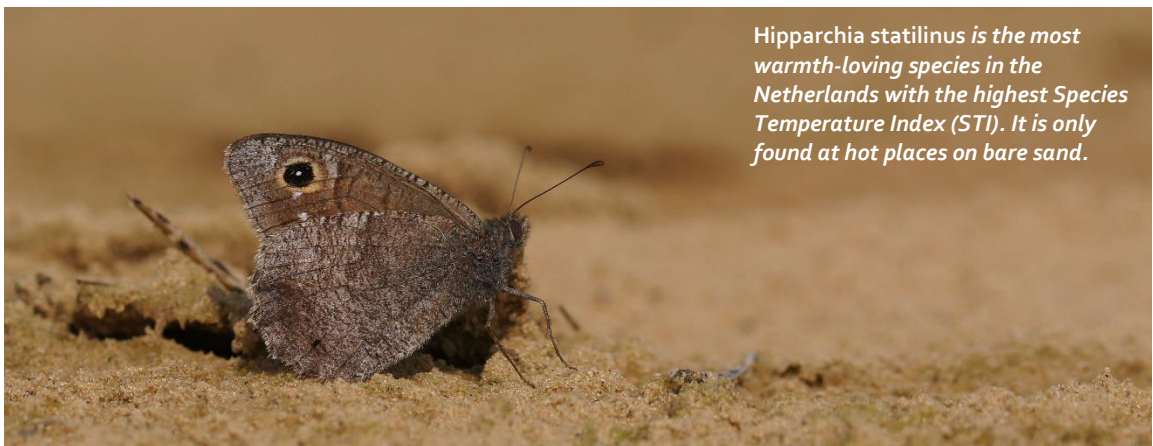 Hipparchia statilinus is the most
warmth-loving species in the
Netherlands with the highest Species
Temperature Index (STI). It is only
found at hot places on bare sand.